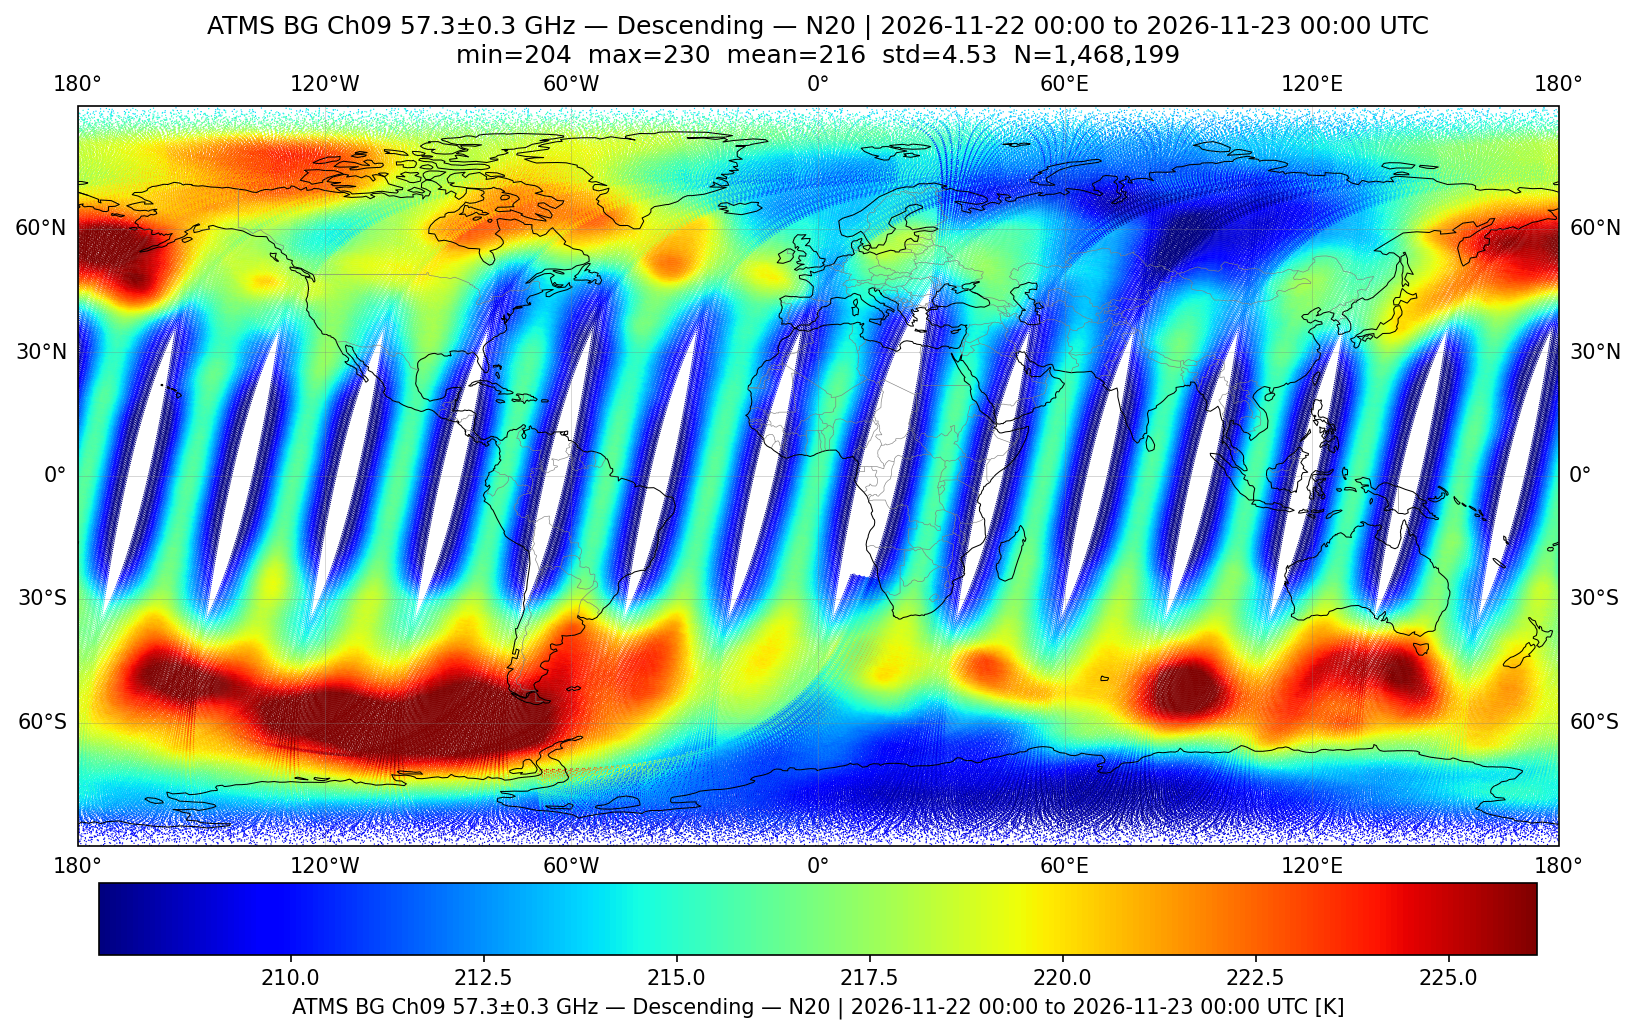 ATMS BG Ch09 57.3±0.3 GHz — Descending — N20 | 2026-11-22 00:00 to 2026-11-23 00:00 UTC
min=204 max=230 mean=216 std=4.53 N=1,468,199
180° 120°W 60°W 0° 60°E 120°E 180°
60°N 60°N
30°N 30°N
0° 0°
30°S 30°S
60°S 60°S
180° 120°W 60°W 0° 60°E 120°E 180°
210.0 212.5 215.0 217.5 220.0 222.5 225.0
ATMS BG Ch09 57.3±0.3 GHz — Descending — N20 | 2026-11-22 00:00 to 2026-11-23 00:00 UTC [K]